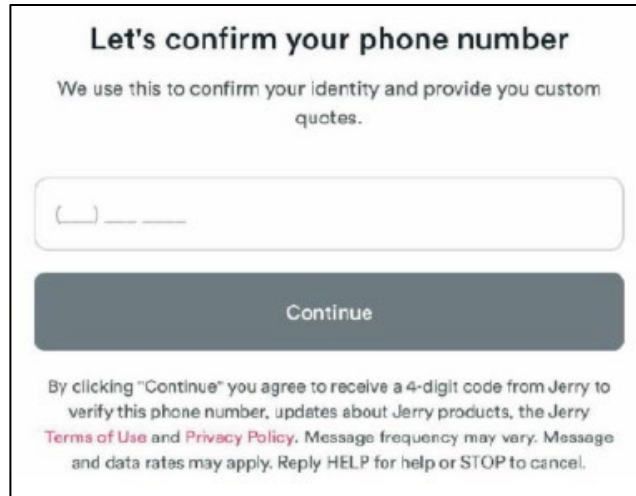 Let's confirm your phone number
We use this to confirm your identity and provide you custom
quotes.
(___) ___ ____
Continue
By clicking "Continue" you agree to receive a 4-digit code from Jerry to
verify this phone number, updates about Jerry products, the Jerry
Terms of Use and Privacy Policy. Message frequency may vary. Message
and data rates may apply. Reply HELP for help or STOP to cancel.